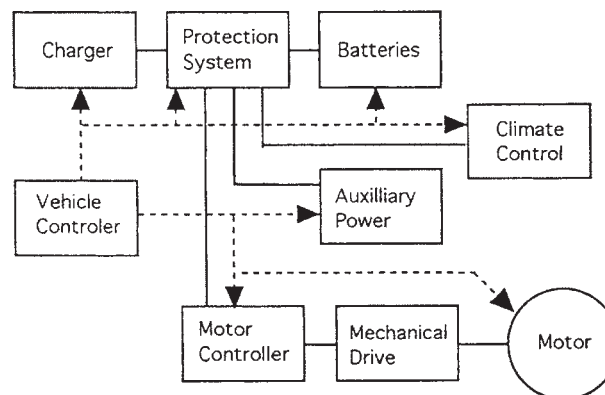 Charger
Protection
System
Batteries
Climate
Control
Vehicle
Controler
Auxilliary
Power
Motor
Controller
Mechanical
Drive
Motor